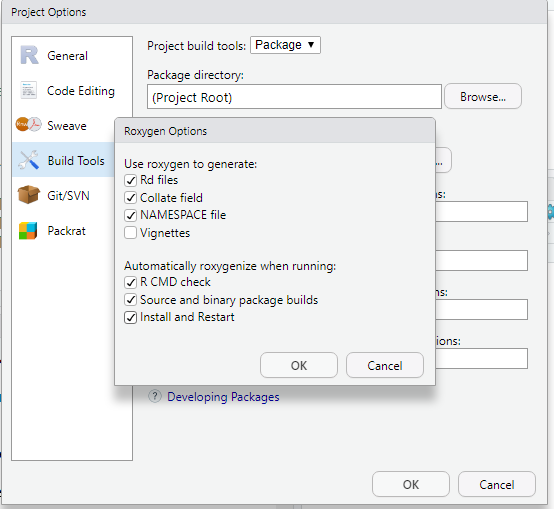 Project Options
General
Code Editing
Sweave
Build Tools
Git/SVN
Packrat
Project build tools: Package ▼
Package directory:
(Project Root)
Browse...
Roxygen Options
Use roxygen to generate:
Rd files
Collate field
NAMESPACE file
Vignettes
Automatically roxygenize when running:
R CMD check
Source and binary package builds
Install and Restart
OK
Cancel
...
ns:
ns:
ions:
? Developing Packages
OK
Cancel